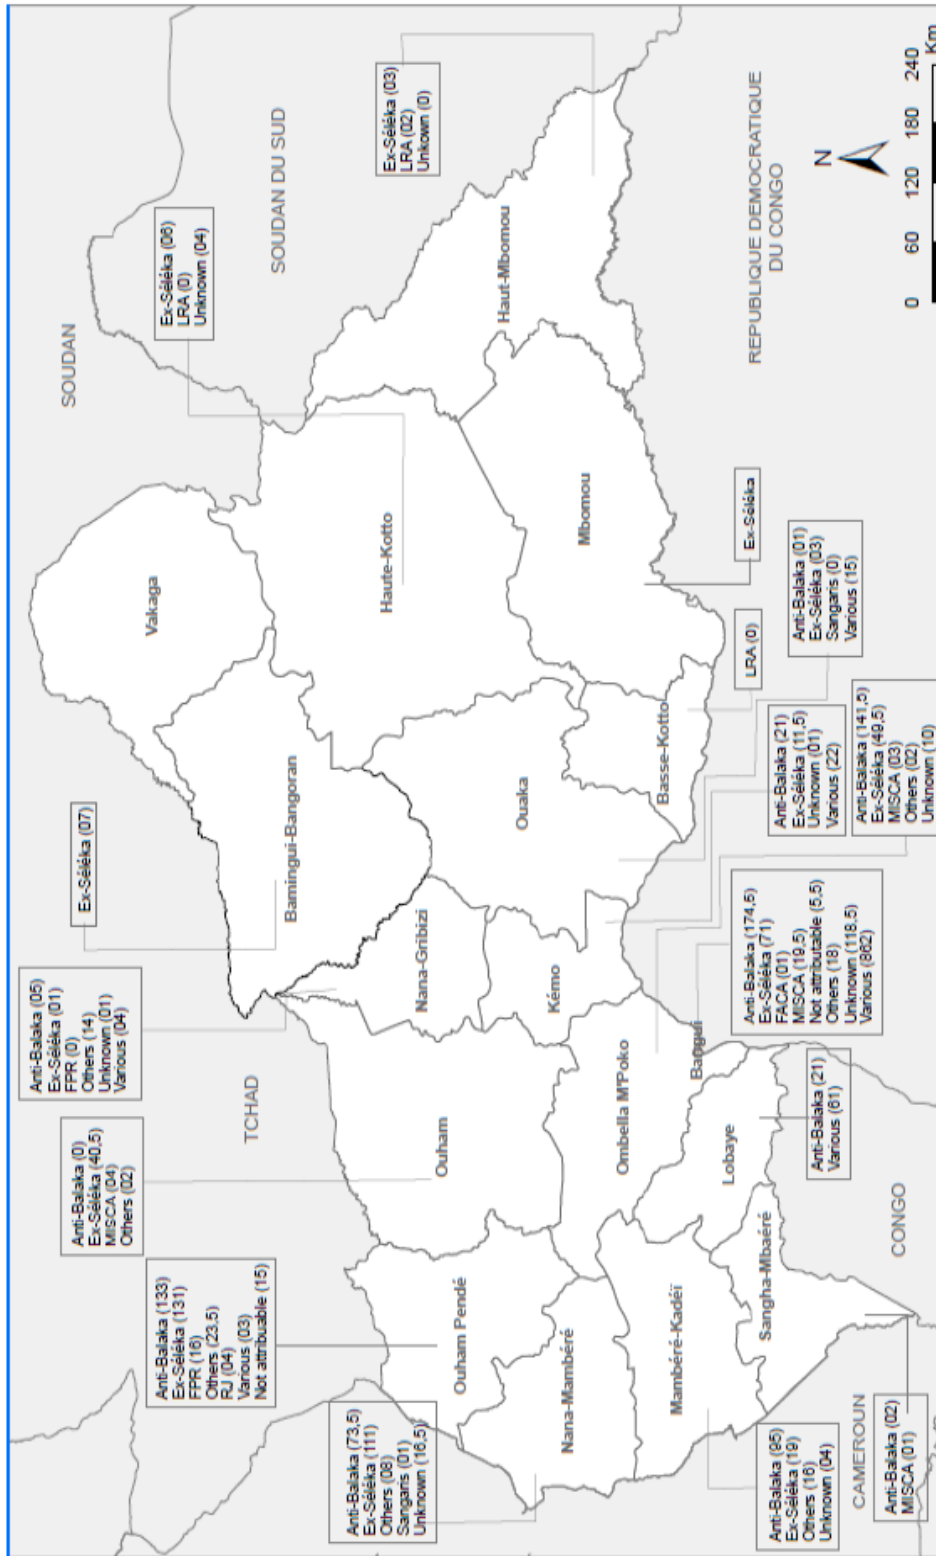 SOUDAN
SOUDAN DU SUD
TCHAD
CAMEROUN
CONGO
REPUBLIQUE DEMOCRATIQUE
DU CONGO
N
0 60 120 180 240
Km
Vakaga
Bamingui-Bangoran
Haute-Kotto
Haut-Mbomou
Mbomou
Basse-Kotto
Ouaka
Nana-Gribizi
Kémo
Ouham
Ombella M'Poko
Bangui
Lobaye
Ouham Pendé
Nana-Mambéré
Mambéré-Kadéï
Sangha-Mbaéré
Anti-Balaka (73,5)
Ex-Séléka (111)
Others (08)
Sangaris (01)
Unknown (16,5)
Anti-Balaka (133)
Ex-Séléka (131)
FPR (16)
Others (23,5)
RJ (04)
Various (03)
Not attribuable (15)
Anti-Balaka (0)
Ex-Séléka (40,5)
MISCA (04)
Others (02)
Anti-Balaka (05)
Ex-Séléka (01)
FPR (0)
Others (14)
Unknown (01)
Various (04)
Ex-Séléka (07)
Ex-Séléka (06)
LRA (0)
Unknown (04)
Ex-Séléka (03)
LRA (02)
Unkown (0)
Ex-Séléka
LRA (0)
Anti-Balaka (01)
Ex-Séléka (03)
Sangaris (0)
Various (15)
Anti-Balaka (21)
Ex-Séléka (11,5)
Unknown (01)
Various (22)
Anti-Balaka (141,5)
Ex-Séléka (49,5)
MISCA (03)
Others (02)
Unknown (10)
Anti-Balaka (174,5)
Ex-Séléka (71)
FACA (01)
MISCA (19,5)
Not attributable (5,5)
Others (18)
Unknown (118,5)
Various (862)
Anti-Balaka (21)
Various (61)
Anti-Balaka (95)
Ex-Séléka (19)
Others (16)
Unknown (04)
Anti-Balaka (02)
MISCA (01)